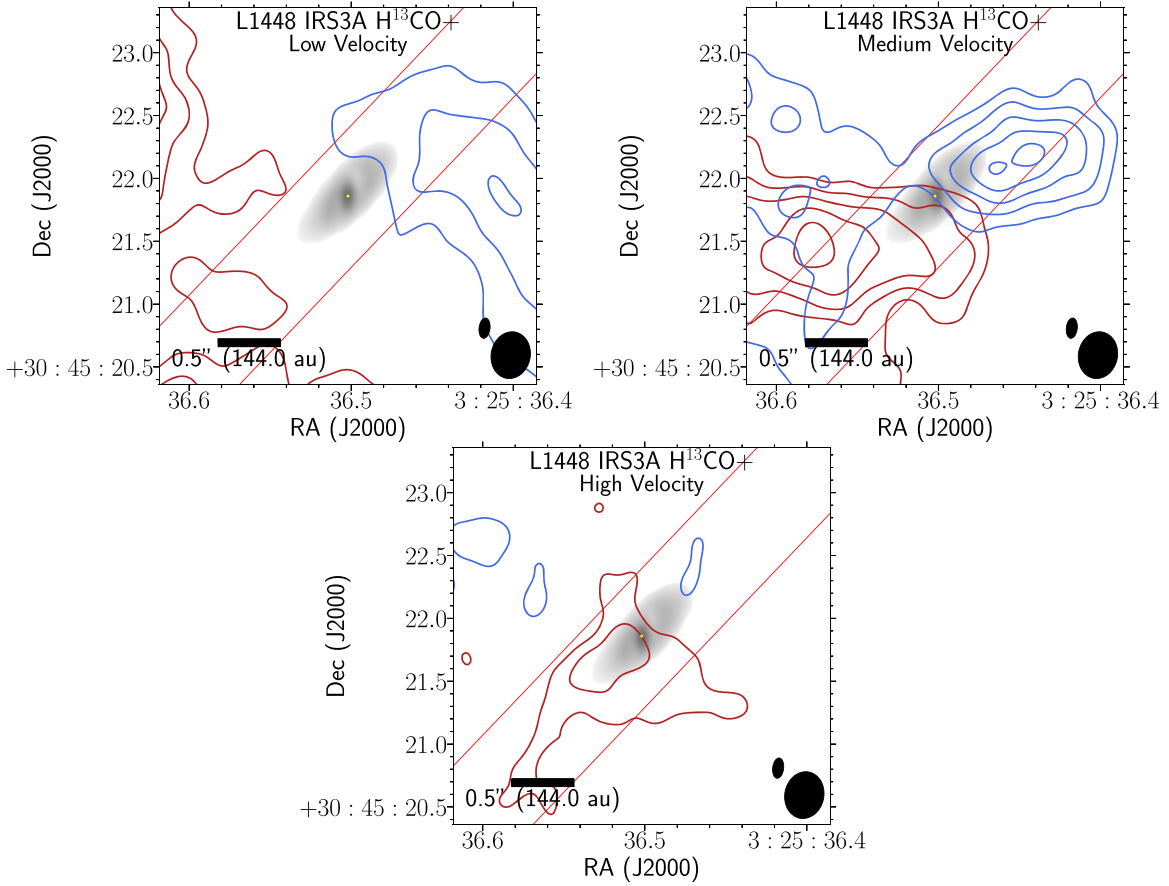 L1448 IRS3A H¹³CO+
Low Velocity
23.0
22.5
22.0
21.5
21.0
+30 : 45 : 20.5
Dec (J2000)
0.5" (144.0 au)
36.6 36.5 3 : 25 : 36.4
RA (J2000)
L1448 IRS3A H¹³CO+
Medium Velocity
23.0
22.5
22.0
21.5
21.0
+30 : 45 : 20.5
Dec (J2000)
0.5" (144.0 au)
36.6 36.5 3 : 25 : 36.4
RA (J2000)
L1448 IRS3A H¹³CO+
High Velocity
23.0
22.5
22.0
21.5
21.0
+30 : 45 : 20.5
Dec (J2000)
0.5" (144.0 au)
36.6 36.5 3 : 25 : 36.4
RA (J2000)